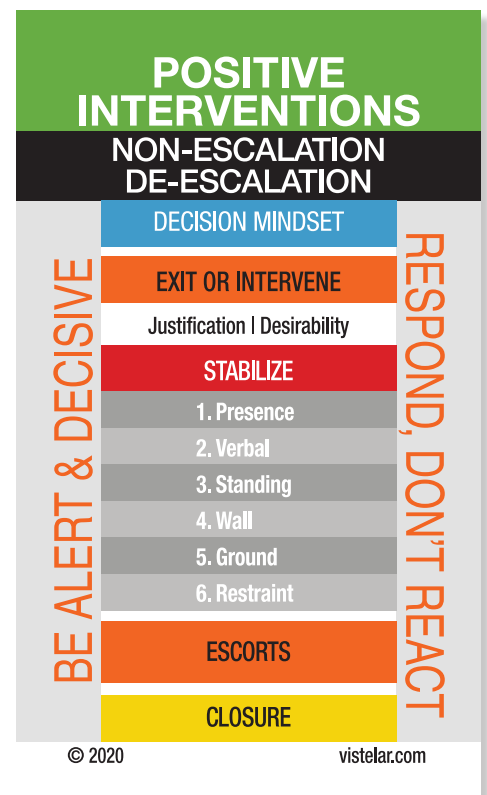 POSITIVE
INTERVENTIONS
NON-ESCALATION
DE-ESCALATION
BE ALERT & DECISIVE
DECISION MINDSET
EXIT OR INTERVENE
Justification | Desirability
STABILIZE
1. Presence
2. Verbal
3. Standing
4. Wall
5. Ground
6. Restraint
ESCORTS
CLOSURE
RESPOND, DON'T REACT
© 2020
vistelar.com